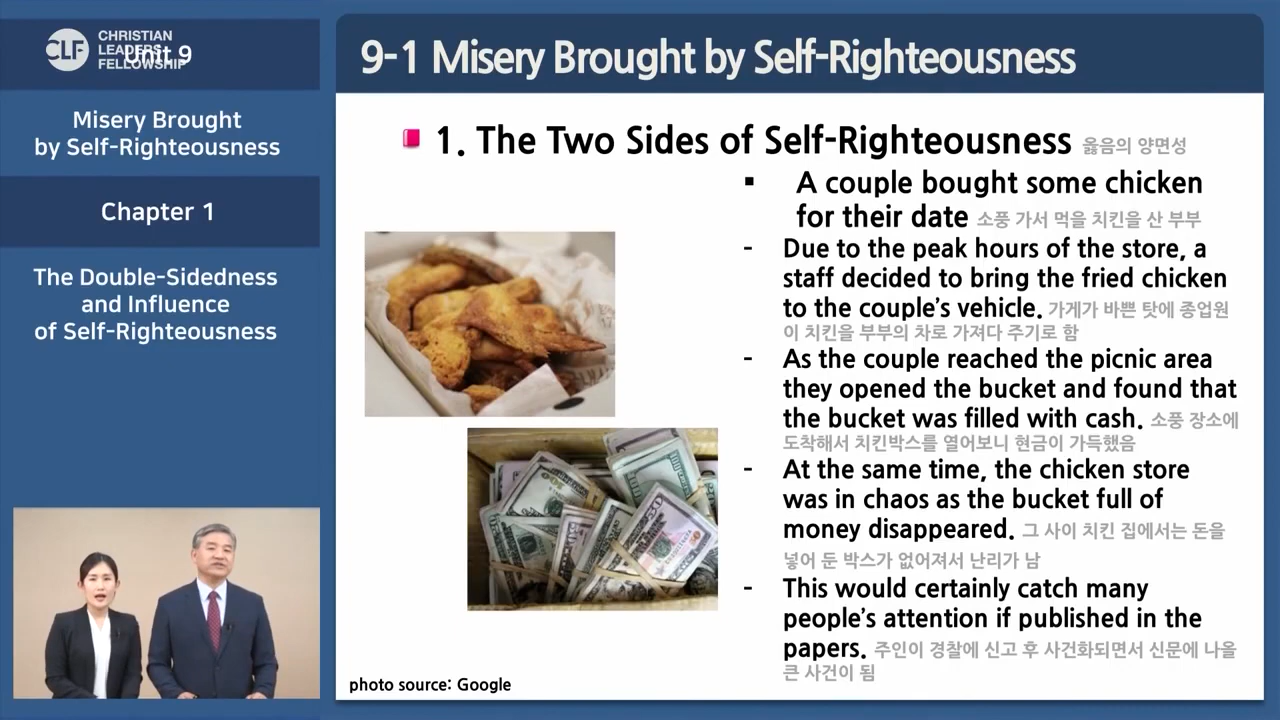 CLF
CHRISTIAN
LEADERS
FELLOWSHIP
Unit 9
Misery Brought
by Self-Righteousness
Chapter 1
The Double-Sidedness
and Influence
of Self-Righteousness
9-1 Misery Brought by Self-Righteousness
1. The Two Sides of Self-Righteousness 옳음의 양면성
▪ A couple bought some chicken
for their date 소풍 가서 먹을 치킨을 산 부부
- Due to the peak hours of the store, a
staff decided to bring the fried chicken
to the couple’s vehicle. 가게가 바쁜 탓에 종업원
이 치킨을 부부의 차로 가져다 주기로 함
- As the couple reached the picnic area
they opened the bucket and found that
the bucket was filled with cash. 소풍 장소에
도착해서 치킨박스를 열어보니 현금이 가득했음
- At the same time, the chicken store
was in chaos as the bucket full of
money disappeared. 그 사이 치킨 집에서는 돈을
넣어 둔 박스가 없어져서 난리가 남
- This would certainly catch many
people’s attention if published in the
papers. 주인이 경찰에 신고 후 사건화되면서 신문에 나올
큰 사건이 됨
photo source: Google